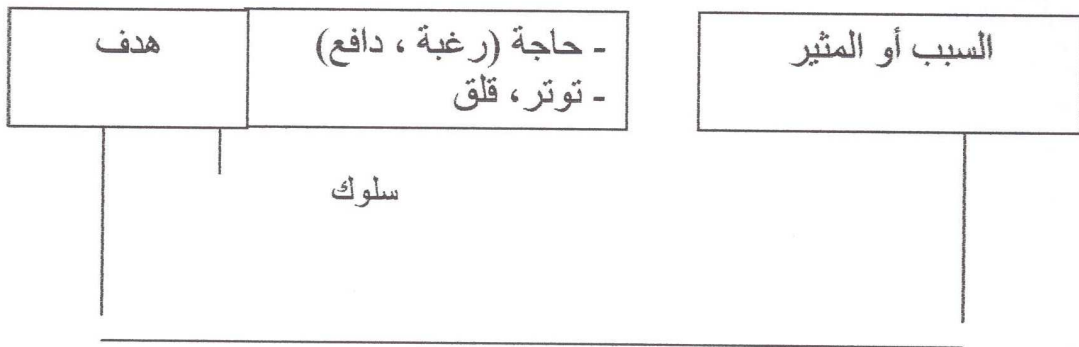 السبب أو المثير
- حاجة (رغبة ، دافع)
- توتر، قلق
هدف
سلوك